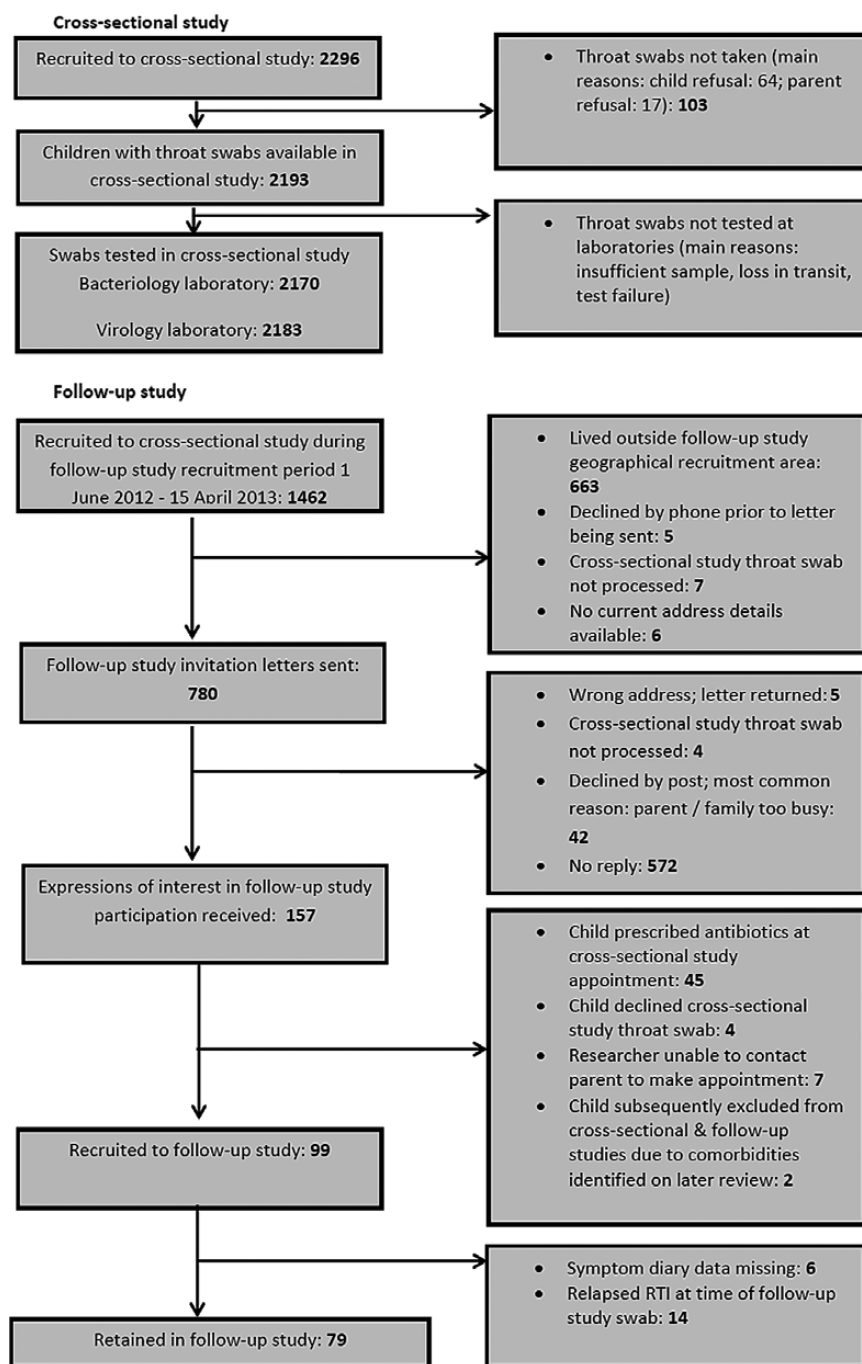 Cross-sectional study
Recruited to cross-sectional study: 2296
• Throat swabs not taken (main
reasons: child refusal: 64; parent
refusal: 17): 103
Children with throat swabs available in
cross-sectional study: 2193
• Throat swabs not tested at
laboratories (main reasons:
insufficient sample, loss in transit,
test failure)
Swabs tested in cross-sectional study
Bacteriology laboratory: 2170
Virology laboratory: 2183
Follow-up study
Recruited to cross-sectional study during
follow-up study recruitment period 1
June 2012 - 15 April 2013: 1462
• Lived outside follow-up study
geographical recruitment area:
663
• Declined by phone prior to letter
being sent: 5
• Cross-sectional study throat swab
not processed: 7
• No current address details
available: 6
Follow-up study invitation letters sent:
780
• Wrong address; letter returned: 5
• Cross-sectional study throat swab
not processed: 4
• Declined by post; most common
reason: parent / family too busy:
42
• No reply: 572
Expressions of interest in follow-up study
participation received: 157
• Child prescribed antibiotics at
cross-sectional study
appointment: 45
• Child declined cross-sectional
study throat swab: 4
• Researcher unable to contact
parent to make appointment: 7
• Child subsequently excluded from
cross-sectional & follow-up
studies due to comorbidities
identified on later review: 2
Recruited to follow-up study: 99
• Symptom diary data missing: 6
• Relapsed RTI at time of follow-up
study swab: 14
Retained in follow-up study: 79